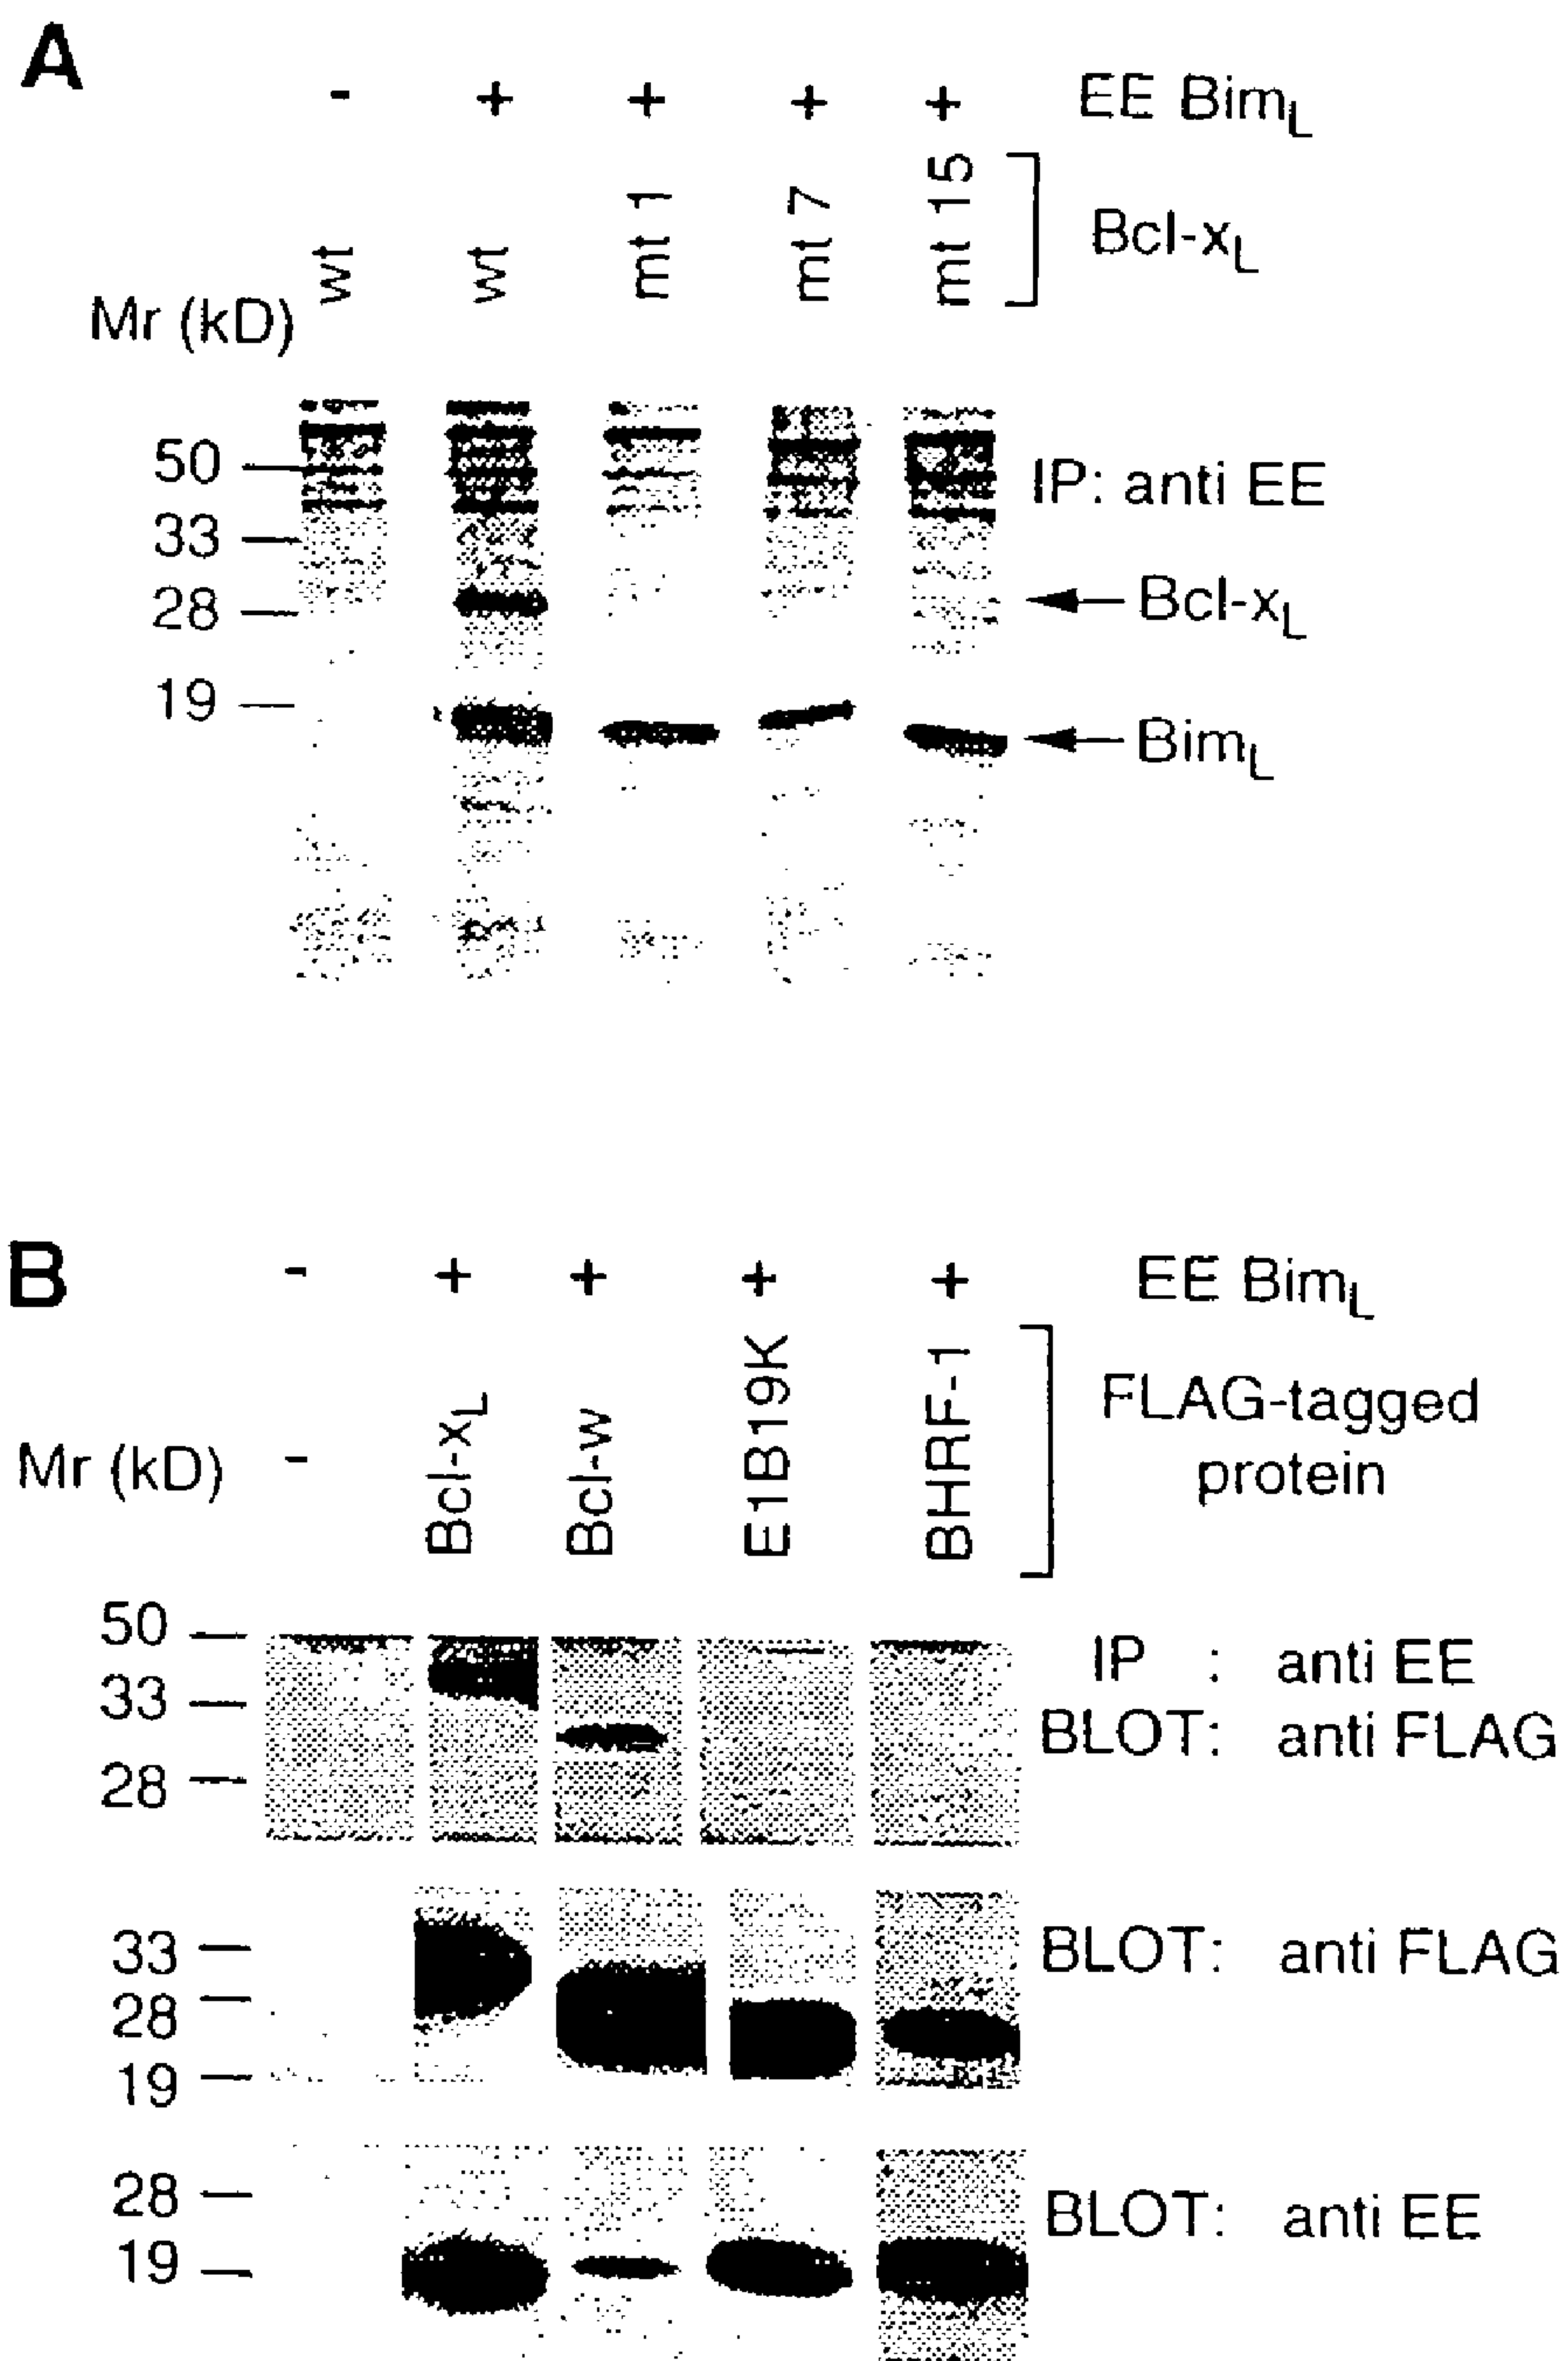 A
- + + + + EE BimL
wt wt mt 1 mt 7 mt 15 Bcl-xL
Mr (kD)
50
IP: anti EE
33
28
Bcl-xL
19
BimL
B
- + + + + EE BimL
- Bcl-xL Bcl-w E1B19K BHRF-1
FLAG-tagged
protein
Mr (kD)
50
33
28
IP : anti EE
BLOT: anti FLAG
33
28
19
BLOT: anti FLAG
28
19
BLOT: anti EE